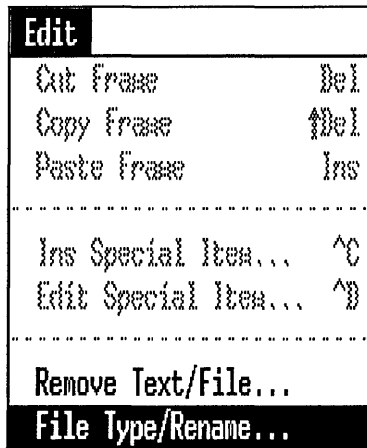 Edit
Cut Frame Del
Copy Frame ↑Del
Paste Frame Ins
Ins Special Item... ^C
Edit Special Item... ^D
Remove Text/File...
File Type/Rename...